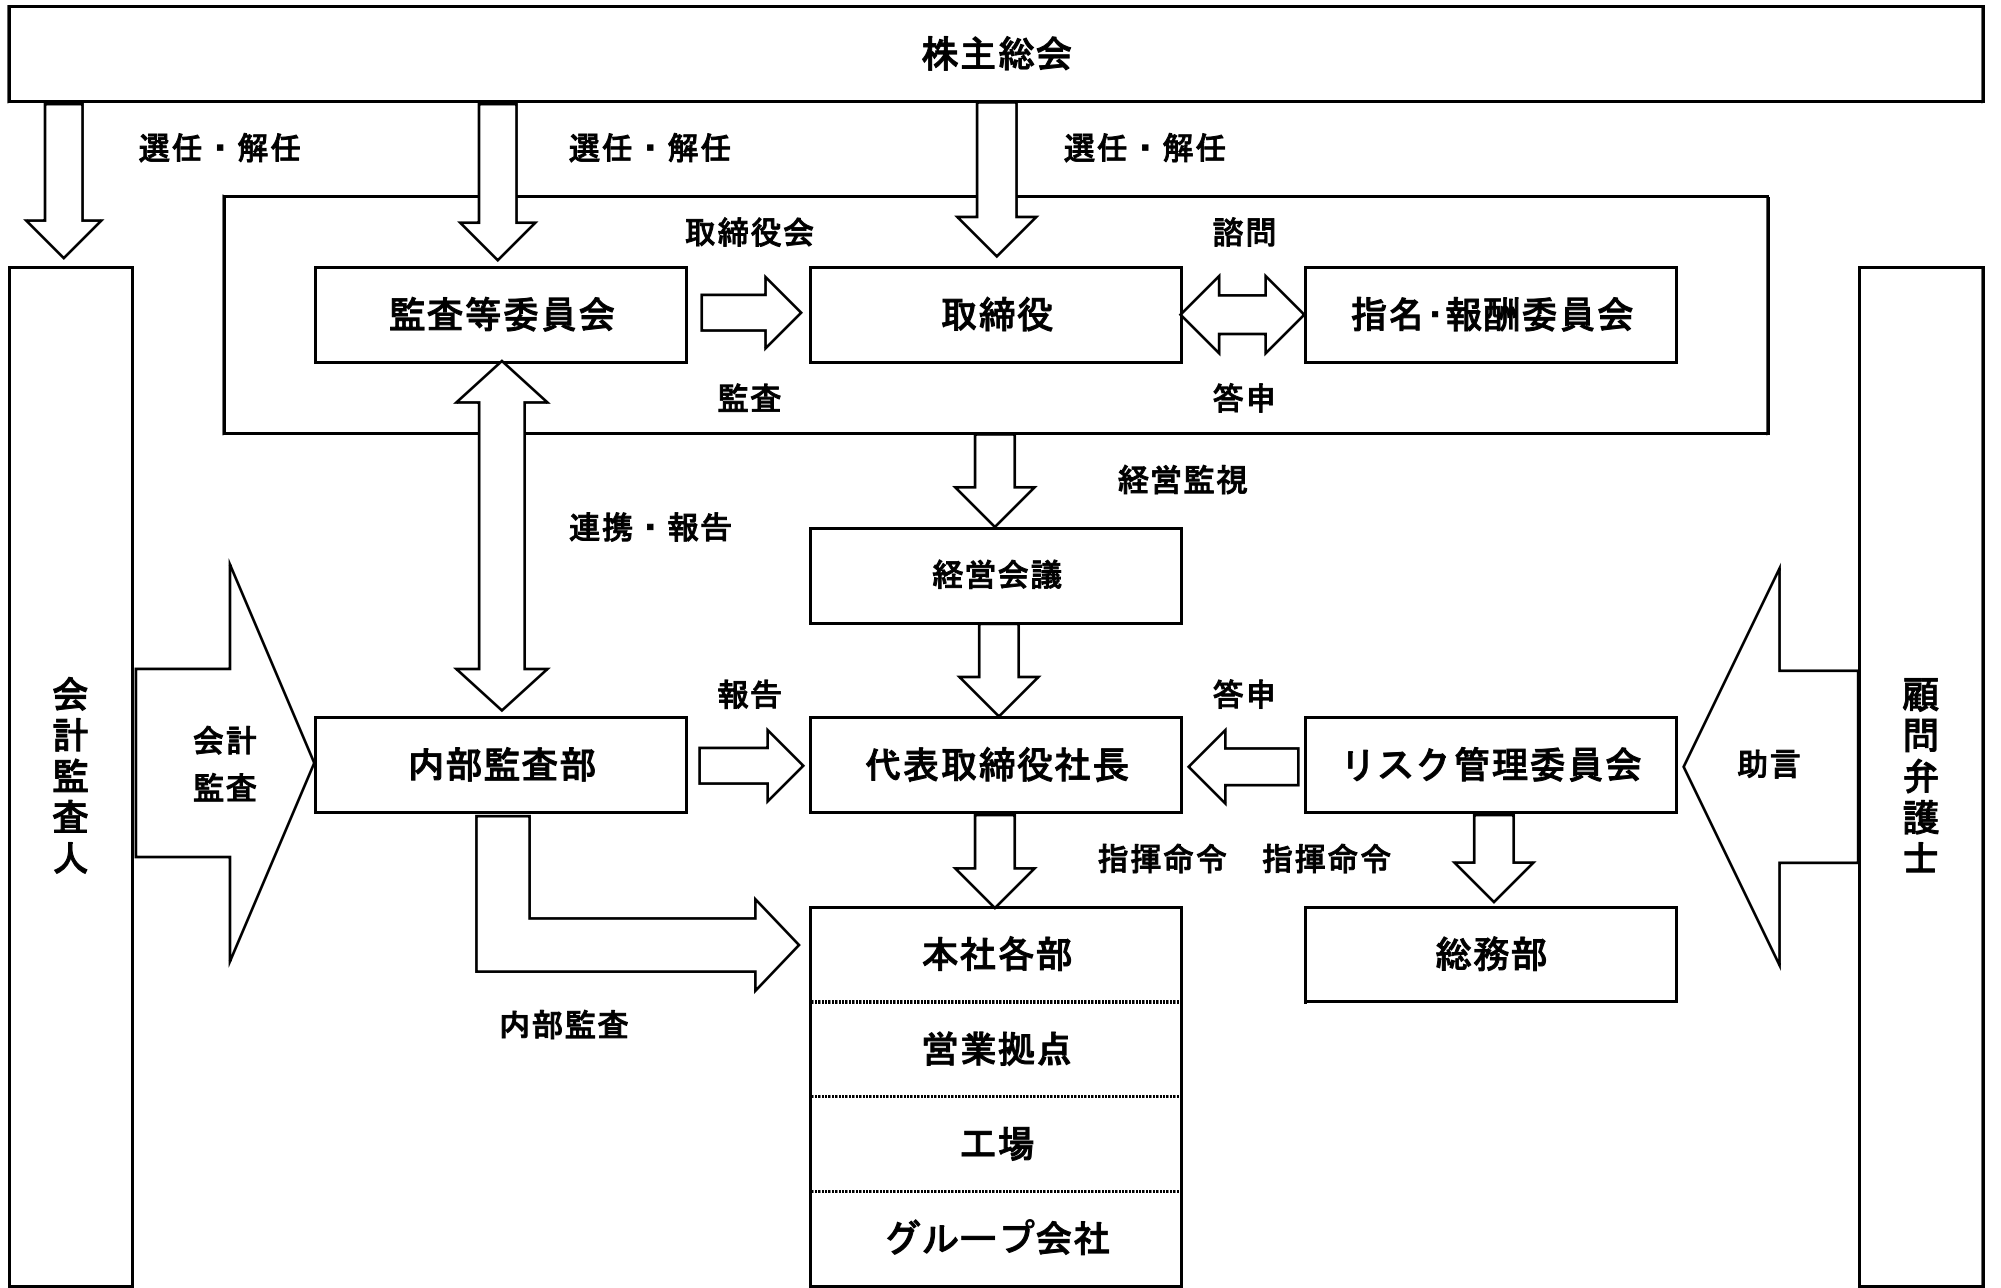 株主総会
選任・解任
選任・解任
選任・解任
取締役会
諮問
監査等委員会
取締役
指名･報酬委員会
監査
答申
経営監視
連携・報告
経営会議
会計監査人
会計
監査
報告
答申
内部監査部
代表取締役社長
リスク管理委員会
助言
顧問弁護士
指揮命令
指揮命令
本社各部
総務部
内部監査
営業拠点
工場
グループ会社